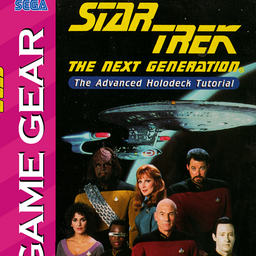 SEGA
GAME GEAR
STAR TREK
THE NEXT GENERATION
The Advanced Holodeck Tutorial